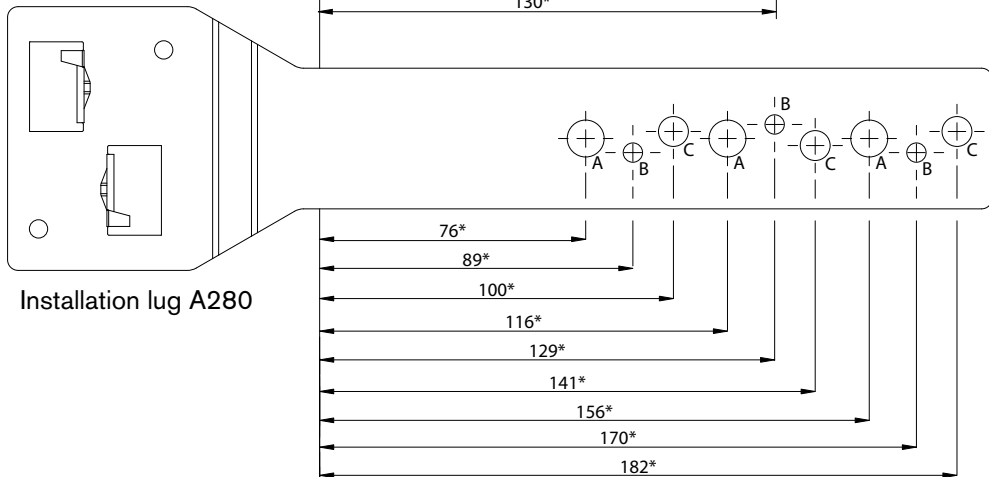 130*
B
A
B
C
A
C
A
B
C
76*
89*
Installation lug A280
100*
116*
129*
141*
156*
170*
182*